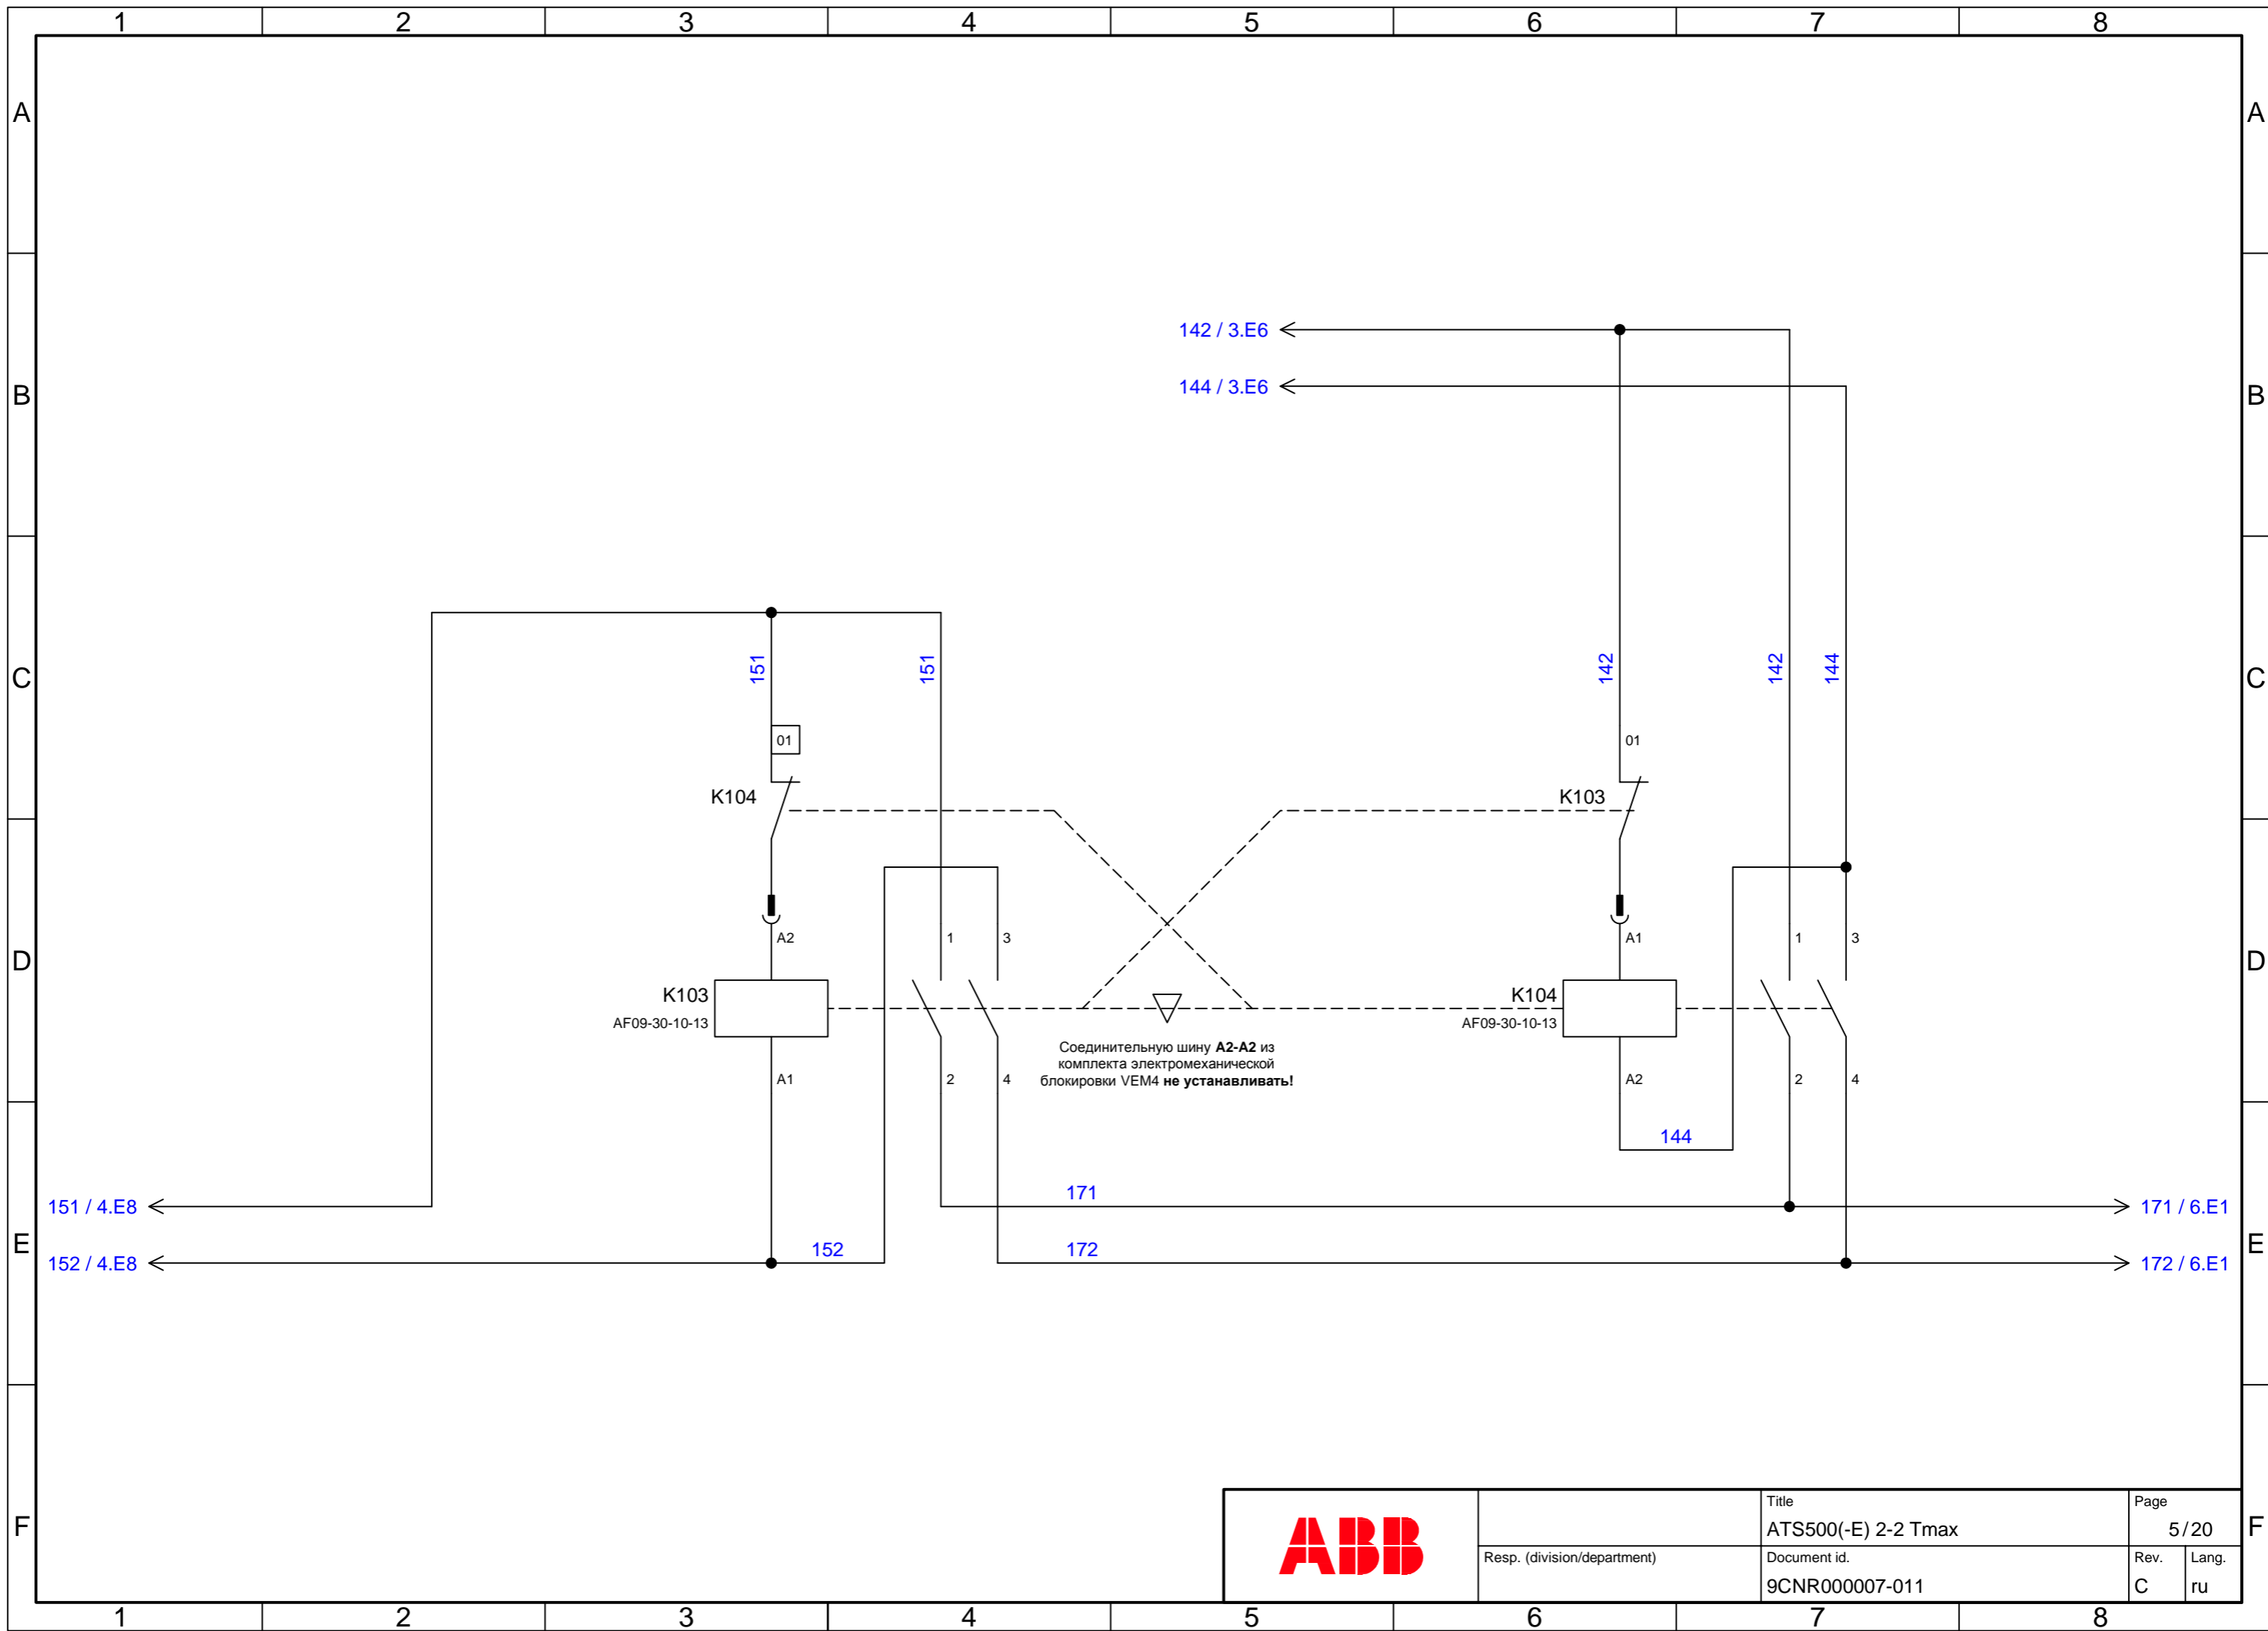 1 2 3 4 5 6 7 8
A A
142 / 3.E6
144 / 3.E6
B B
151 151 142 142 144
C C
01 01
K104 K103
A2 1 3 A1 1 3
D D
K103 K104
AF09-30-10-13 AF09-30-10-13
Соединительную шину A2-A2 из
комплекта электромеханической
блокировки VEM4 не устанавливать!
A1 2 4 A2 2 4
144
151 / 4.E8 171 171 / 6.E1
E E
152 / 4.E8 152 172 172 / 6.E1
ABB
Title
ATS500(-E) 2-2 Tmax
Page
5/20
F F
Resp. (division/department)
Document id.
9CNR000007-011
Rev.
C
Lang.
ru
1 2 3 4 5 6 7 8